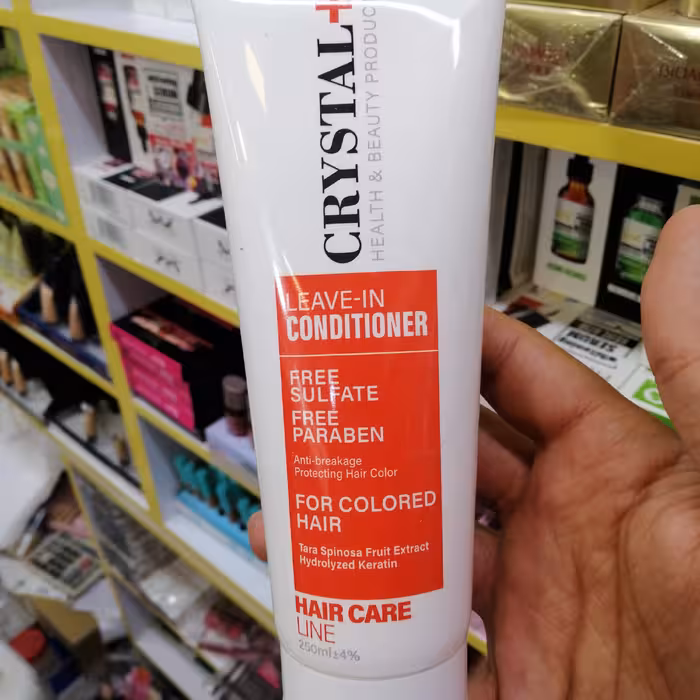 CRYSTAL+
HEALTH & BEAUTY PRODUC
LEAVE-IN
CONDITIONER
FREE
SULFATE
FREE
PARABEN
Anti-breakage
Protecting Hair Color
FOR COLORED
HAIR
Tara Spinosa Fruit Extract
Hydrolyzed Keratin
HAIR CARE
LINE
250ml±4%